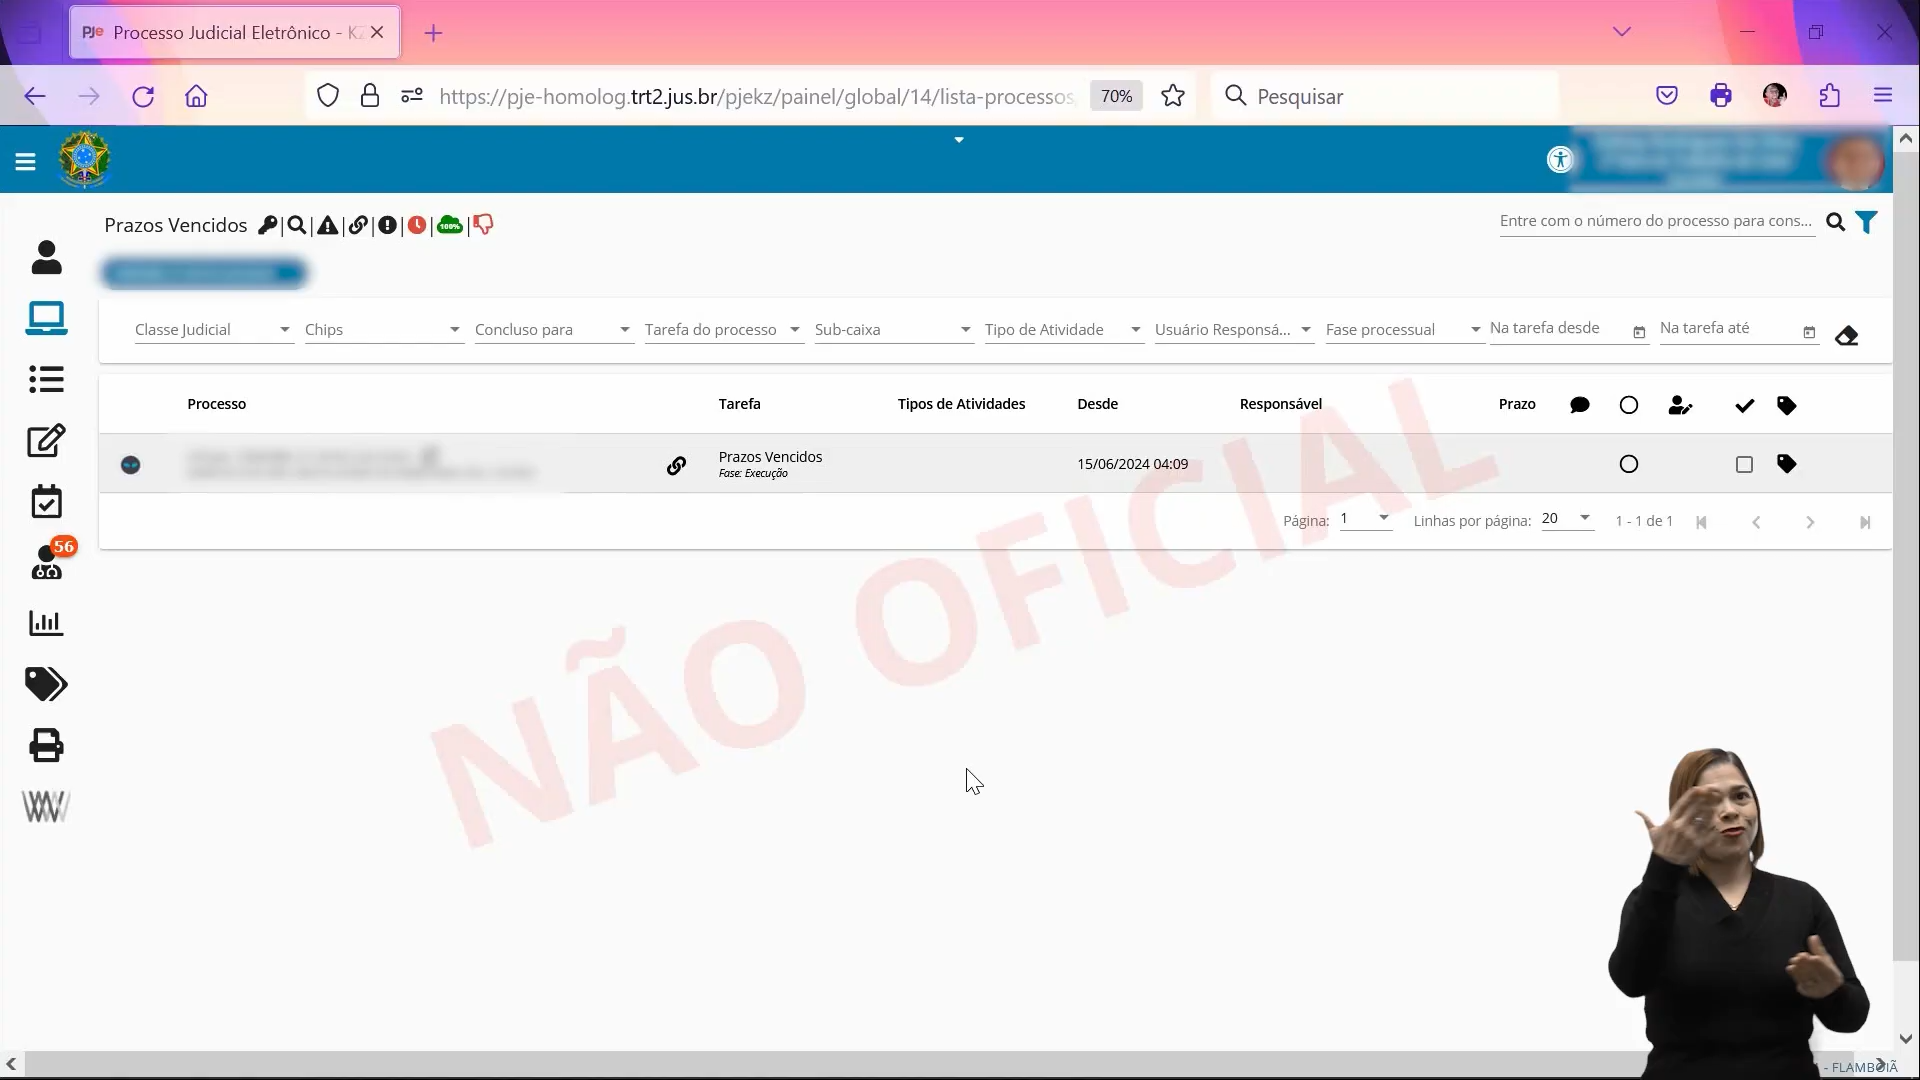 PJe Processo Judicial Eletrônico - KZ
https://pje-homolog.trt2.jus.br/pjekz/painel/global/14/lista-processos
70%
Pesquisar
Prazos Vencidos
100%
Entre com o número do processo para cons...
Classe Judicial
Chips
Concluso para
Tarefa do processo
Sub-caixa
Tipo de Atividade
Usuário Responsá...
Fase processual
Na tarefa desde
Na tarefa até
Processo
Tarefa
Tipos de Atividades
Desde
Responsável
Prazo
Prazos Vencidos
Fase: Execução
15/06/2024 04:09
Página: 1
Linhas por página: 20
1 - 1 de 1
56
NÃO OFICIAL
- FLAMBOIÃ